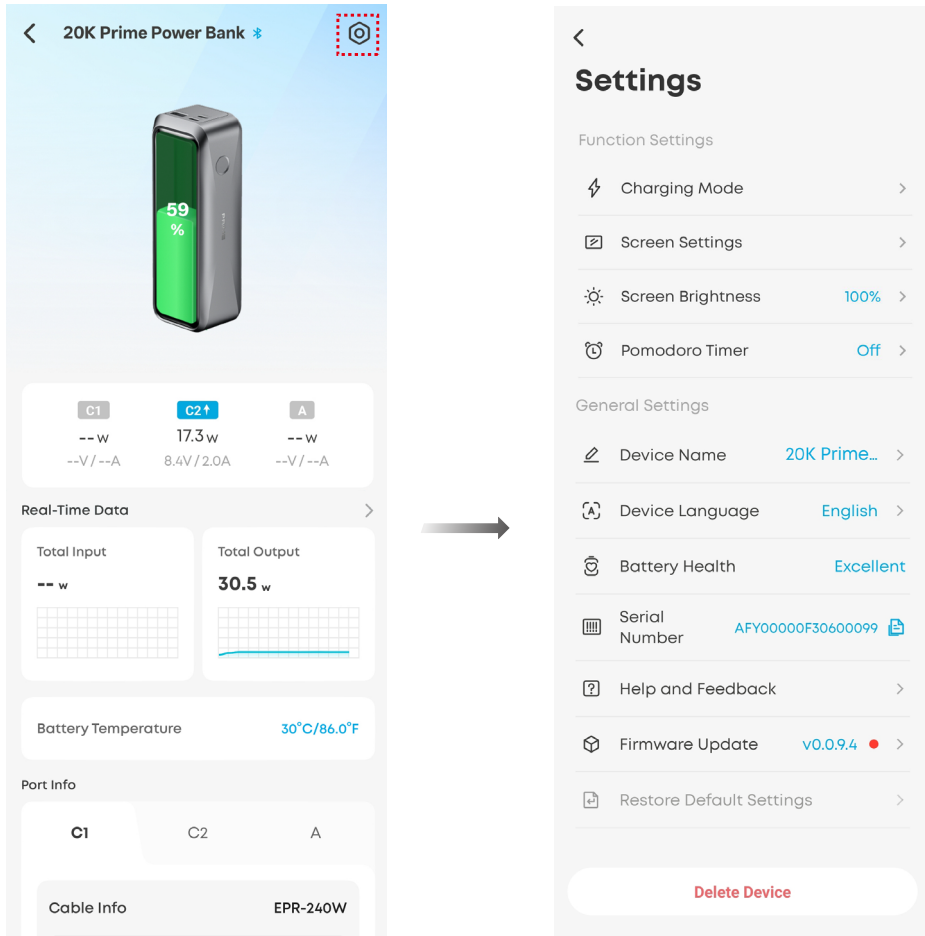 20K Prime Power Bank
59
%
C1 C2 A
--W 17.3W --W
--V/--A 8.4V/2.0A --V/--A
Real-Time Data
Total Input Total Output
--W 30.5W
Battery Temperature 30°C/86.0°F
Port Info
C1 C2 A
Cable Info EPR-240W
Settings
Function Settings
Charging Mode
Screen Settings
Screen Brightness 100%
Pomodoro Timer Off
General Settings
Device Name 20K Prime...
Device Language English
Battery Health Excellent
Serial
Number AFY00000F30600099
Help and Feedback
Firmware Update v0.0.9.4
Restore Default Settings
Delete Device